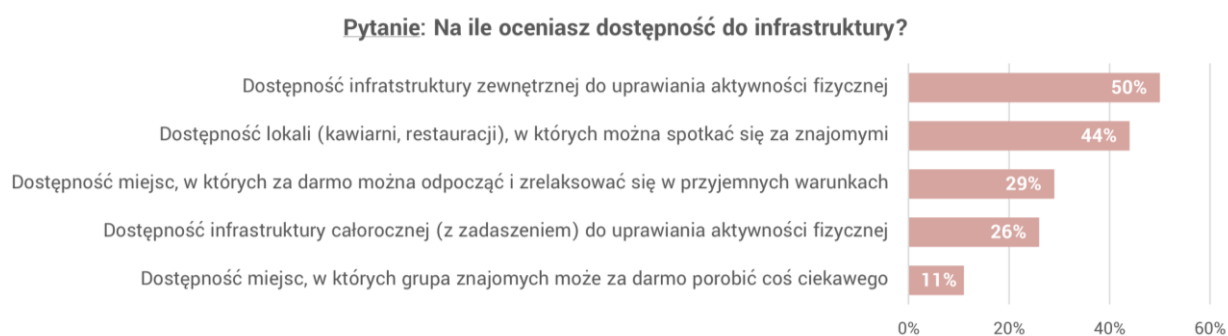 Pytanie: Na ile oceniasz dostępność do infrastruktury?
Dostępność infratstruktury zewnętrznej do uprawiania aktywności fizycznej 50%
Dostępność lokali (kawiarni, restauracji), w których można spotkać się za znajomymi 44%
Dostępność miejsc, w których za darmo można odpocząć i zrelaksować się w przyjemnych warunkach 29%
Dostępność infrastruktury całorocznej (z zadaszeniem) do uprawiania aktywności fizycznej 26%
Dostępność miejsc, w których grupa znajomych może za darmo porobić coś ciekawego 11%
0% 20% 40% 60%